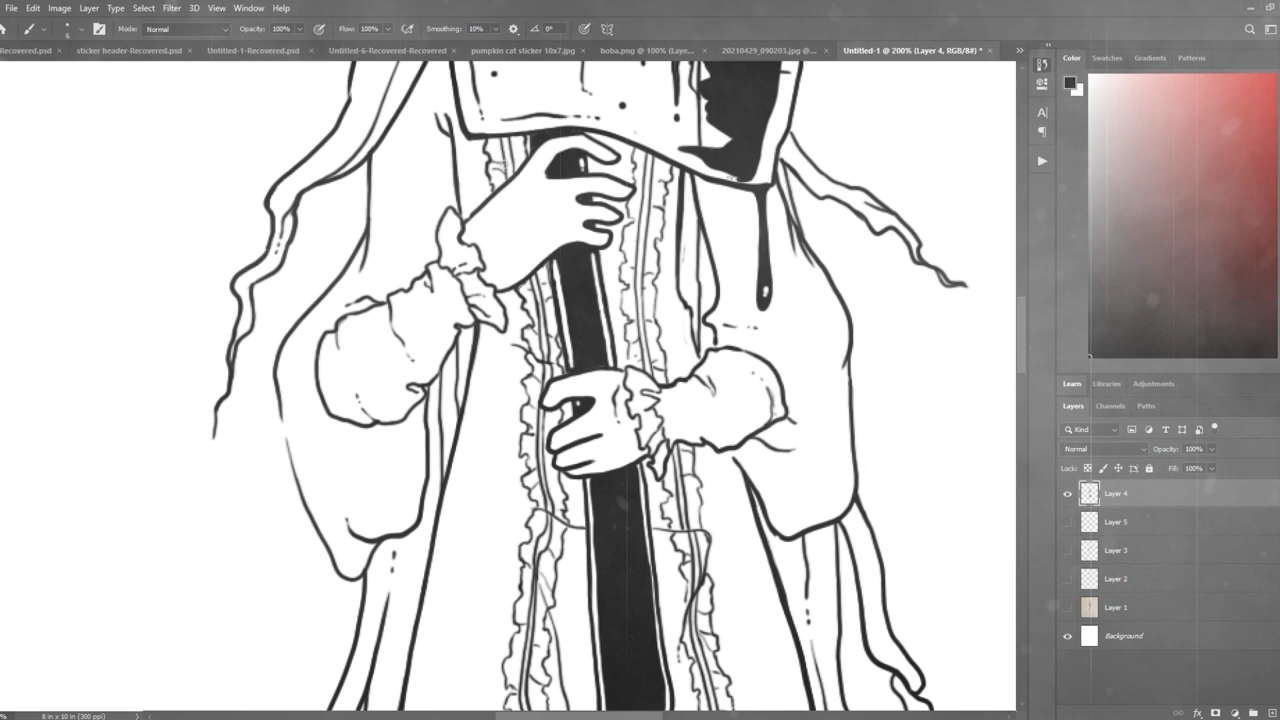 File Edit Image Layer Type Select Filter 3D View Window Help
6 Mode: Normal Opacity: 100% Flow: 100% Smoothing: 10% 0°
Recovered.psd × sticker header-Recovered.psd × Untitled-1-Recovered.psd × Untitled-6-Recovered-Recovered × pumpkin cat sticker 10x7.jpg × boba.png @ 100% (Laye... × 20210429_090203.jpg @... × Untitled-1 @ 200% (Layer 4, RGB/8#) * ×
Color Swatches Gradients Patterns
Learn Libraries Adjustments
Layers Channels Paths
Kind
Normal Opacity: 100%
Lock: Fill: 100%
Layer 4
Layer 5
Layer 3
Layer 2
Layer 1
Background
8 in x 10 in (300 ppi)